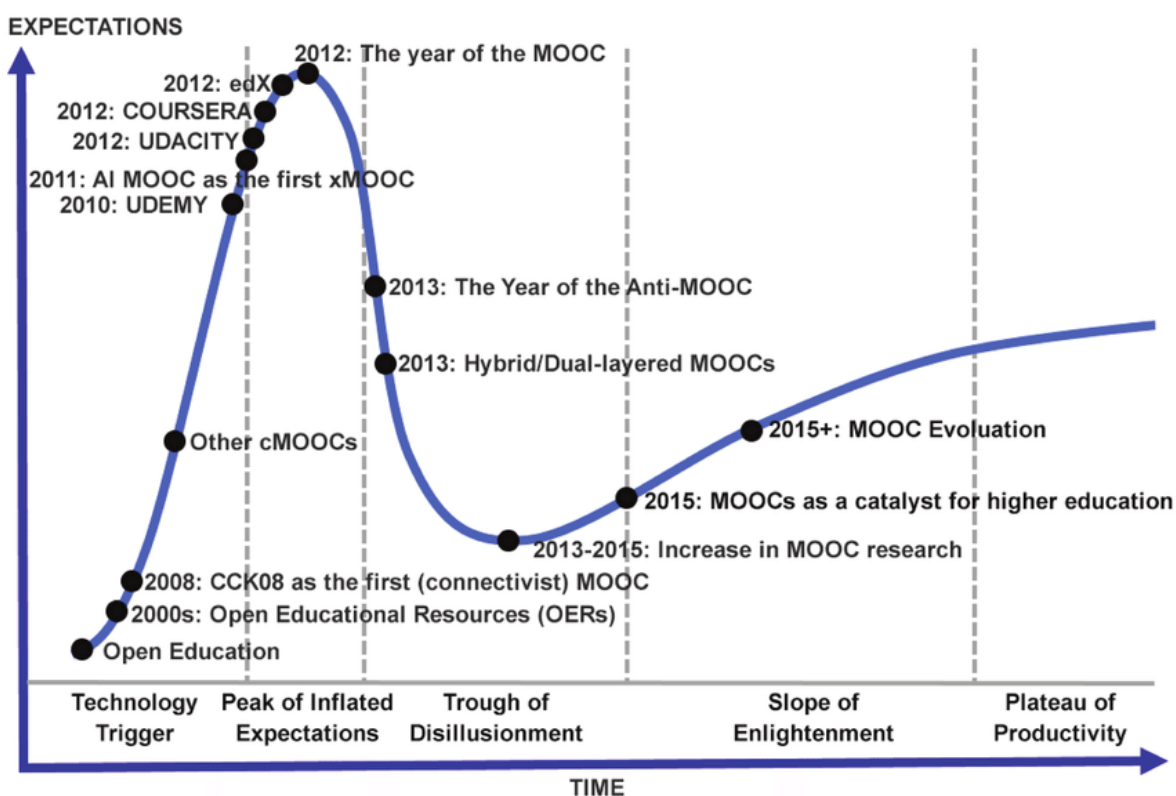 EXPECTATIONS
2012: The year of the MOOC
2012: edX
2012: COURSERA
2012: UDACITY
2011: AI MOOC as the first xMOOC
2010: UDEMY
2013: The Year of the Anti-MOOC
2013: Hybrid/Dual-layered MOOCs
2015+: MOOC Evaluation
Other cMOOCs
2015: MOOCs as a catalyst for higher education
2013-2015: Increase in MOOC research
2008: CCK08 as the first (connectivist) MOOC
2000s: Open Educational Resources (OERs)
Open Education
Technology
Trigger
Peak of Inflated
Expectations
Trough of
Disillusionment
Slope of
Enlightenment
Plateau of
Productivity
TIME